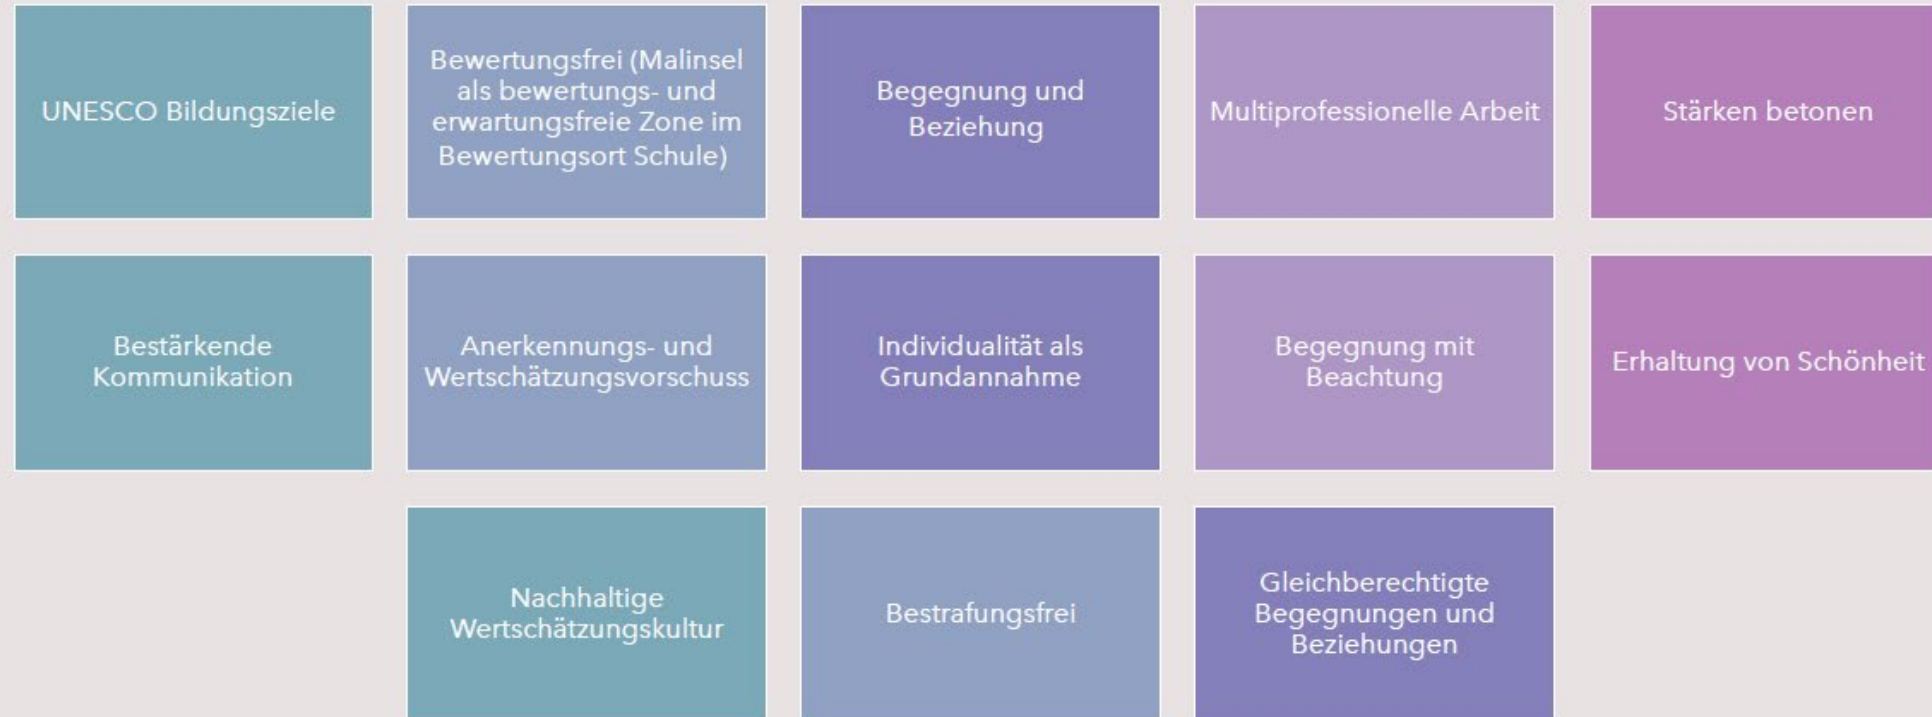 UNESCO Bildungsziele
Bewertungsfrei (Malinsel
als bewertungs- und
erwartungsfreie Zone im
Bewertungsort Schule)
Begegnung und
Beziehung
Multiprofessionelle Arbeit
Stärken betonen
Bestärkende
Kommunikation
Anerkennungs- und
Wertschätzungsvorschuss
Individualität als
Grundannahme
Begegnung mit
Beachtung
Erhaltung von Schönheit
Nachhaltige
Wertschätzungskultur
Bestrafungsfrei
Gleichberechtigte
Begegnungen und
Beziehungen